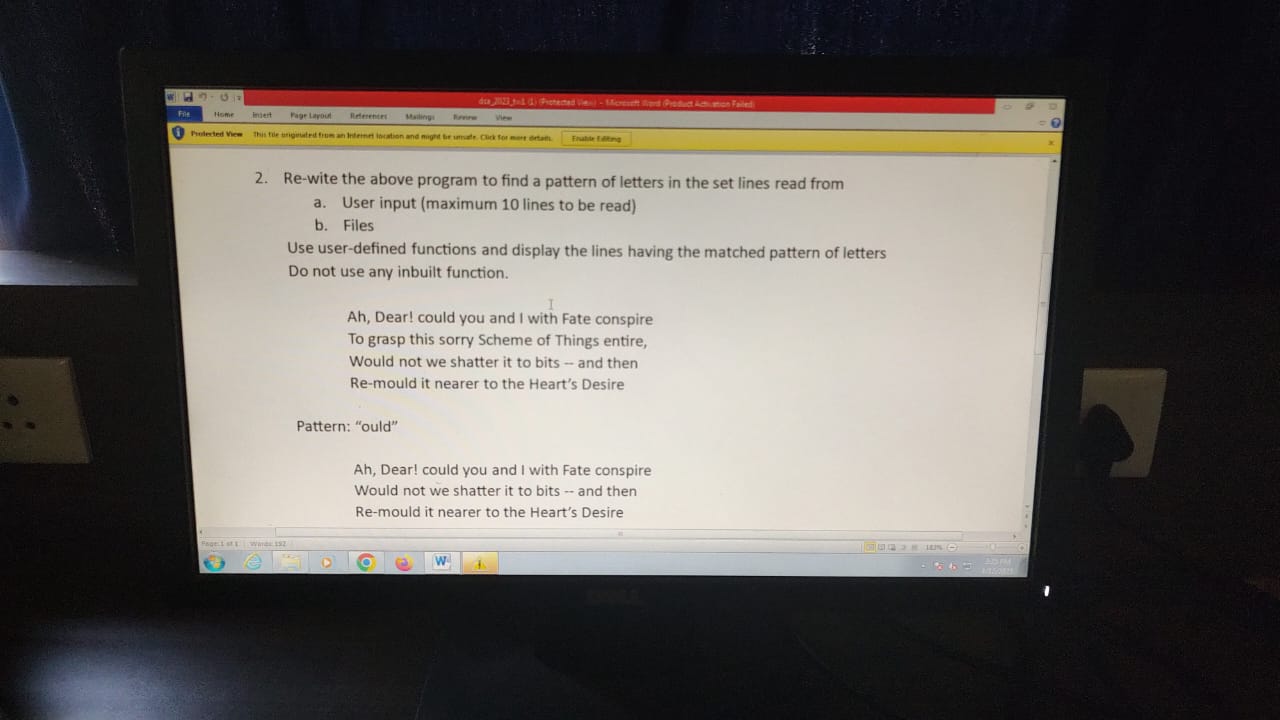 dca_2023_tw1 (1) (Protected View) - Microsoft Word (Product Activation Failed)
File Home Insert Page Layout References Mailings Review View
Protected View This file originated from an Internet location and might be unsafe. Click for more details. Enable Editing
2. Re-wite the above program to find a pattern of letters in the set lines read from
a. User input (maximum 10 lines to be read)
b. Files
Use user-defined functions and display the lines having the matched pattern of letters
Do not use any inbuilt function.
Ah, Dear! could you and I with Fate conspire
To grasp this sorry Scheme of Things entire,
Would not we shatter it to bits -- and then
Re-mould it nearer to the Heart’s Desire
Pattern: “ould”
Ah, Dear! could you and I with Fate conspire
Would not we shatter it to bits -- and then
Re-mould it nearer to the Heart’s Desire
Page: 1 of 1 Words: 192